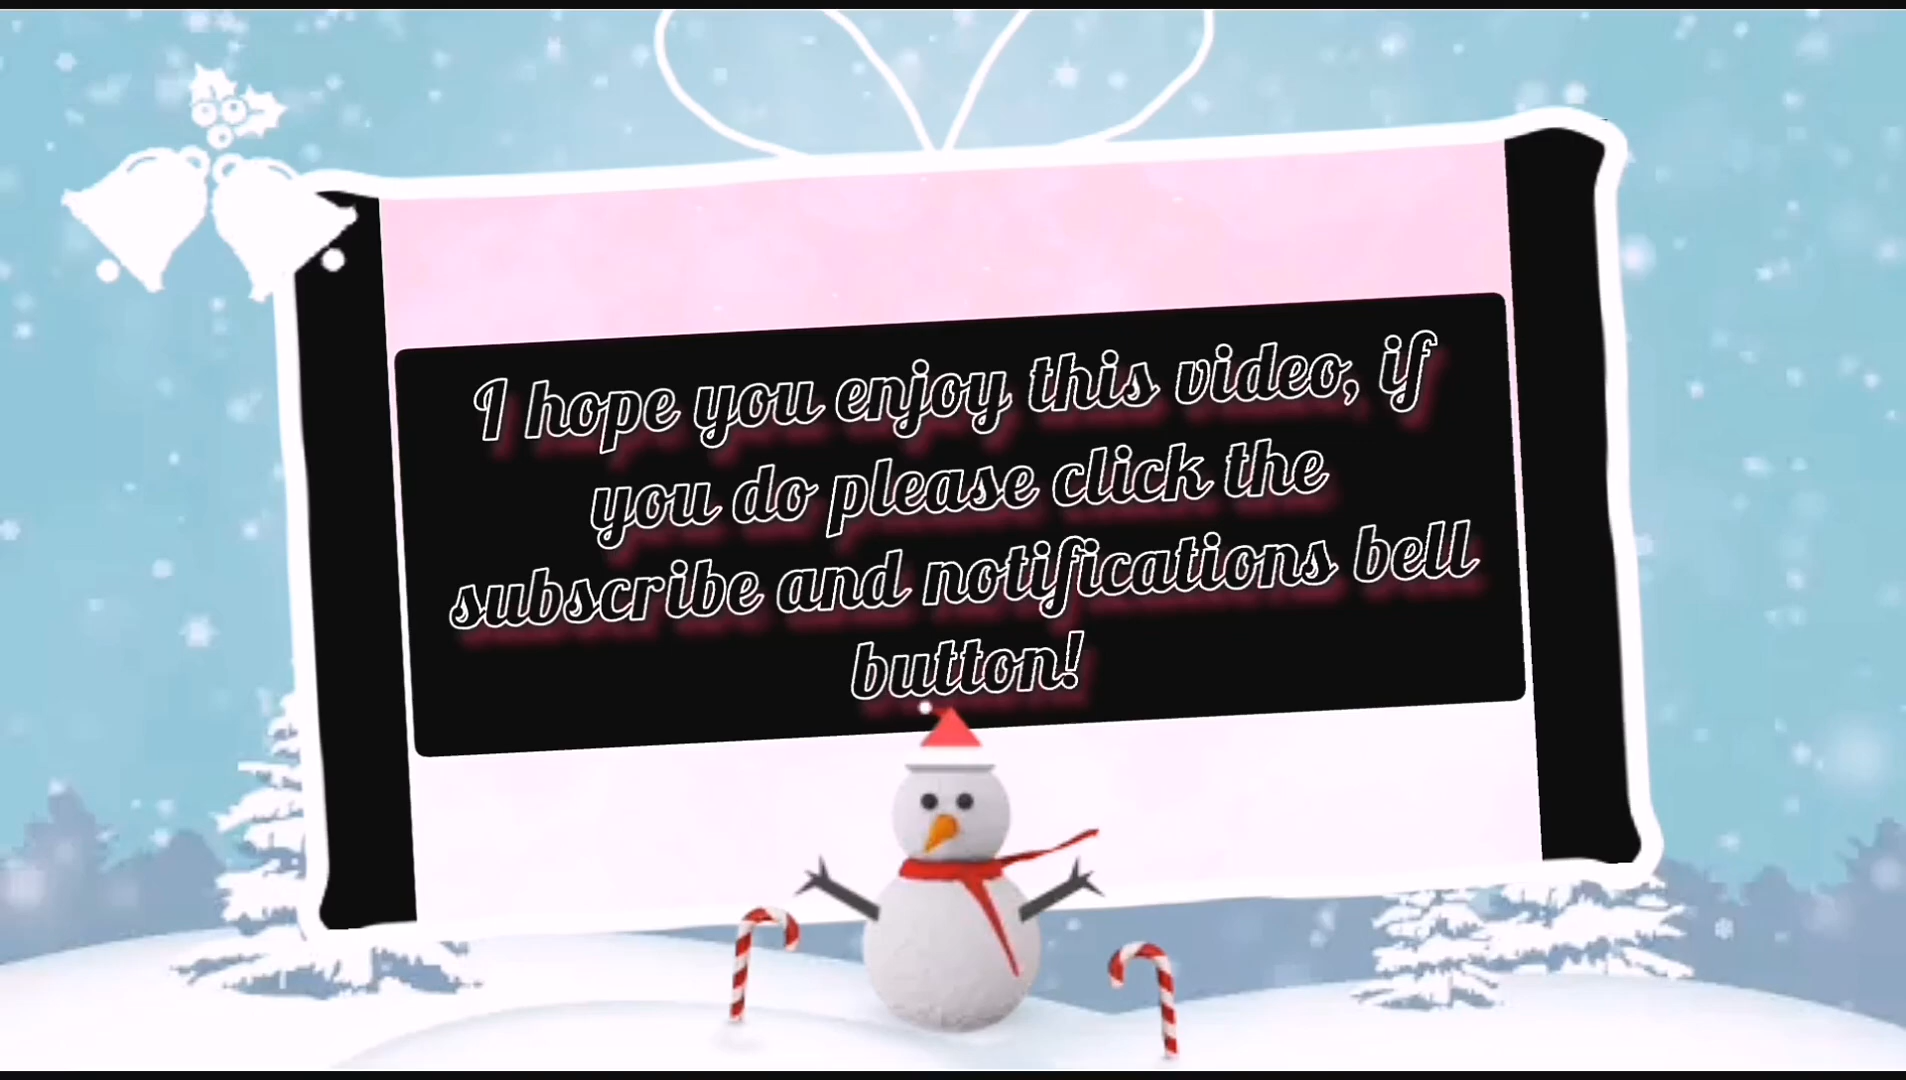 I hope you enjoy this video, if
you do please click the
subscribe and notifications bell
button!